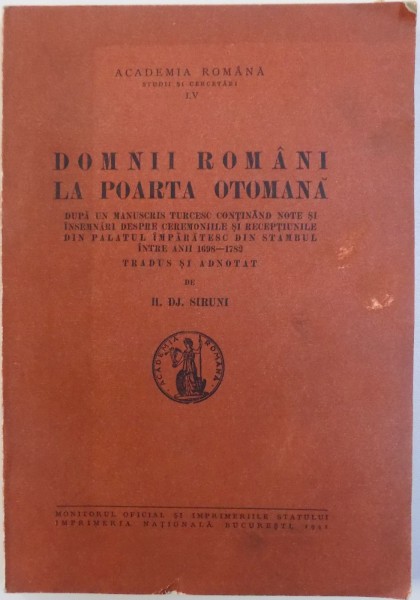 ACADEMIA ROMÂNĂ
STUDII ȘI CERCETĂRI
LV
DOMNII ROMÂNI
LA POARTA OTOMANĂ
DUPĂ UN MANUSCRIS TURCESC CONȚINÂND NOTE ȘI
ÎNSEMNĂRI DESPRE CEREMONIILE ȘI RECEPȚIUNILE
DIN PALATUL ÎMPĂRĂTESC DIN STAMBUL
ÎNTRE ANII 1698—1782
TRADUS ȘI ADNOTAT
DE
H. DJ. SIRUNI
ACADEMIA ROMÂNĂ
MONITORUL OFICIAL ȘI IMPRIMERIILE STATULUI
IMPRIMERIA NAȚIONALĂ, BUCUREȘTI,